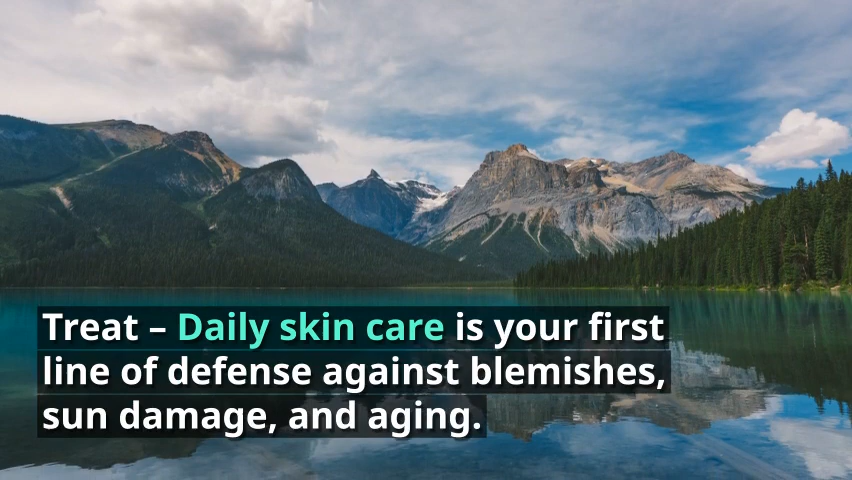 Treat – Daily skin care is your first
line of defense against blemishes,
sun damage, and aging.